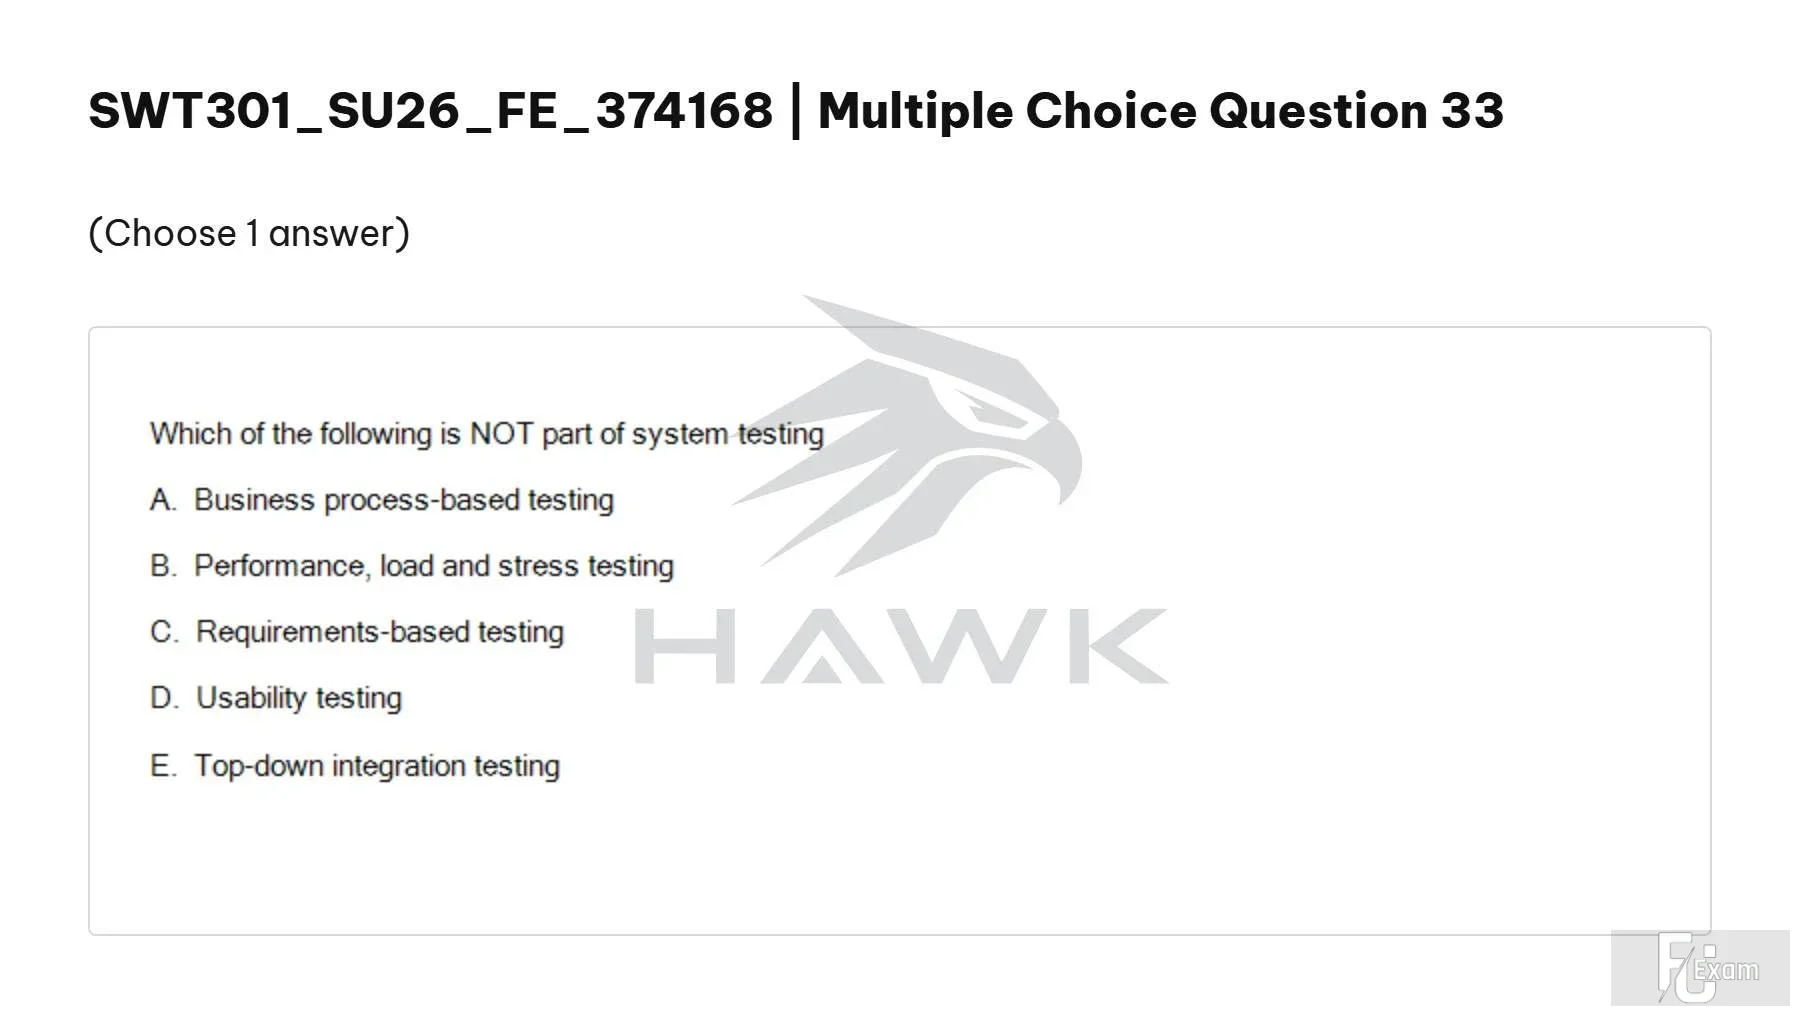 SWT301_SU26_FE_374168 | Multiple Choice Question 33
(Choose 1 answer)
Which of the following is NOT part of system testing
A. Business process-based testing
B. Performance, load and stress testing
C. Requirements-based testing
HAWK
D. Usability testing
E. Top-down integration testing
FG Exam